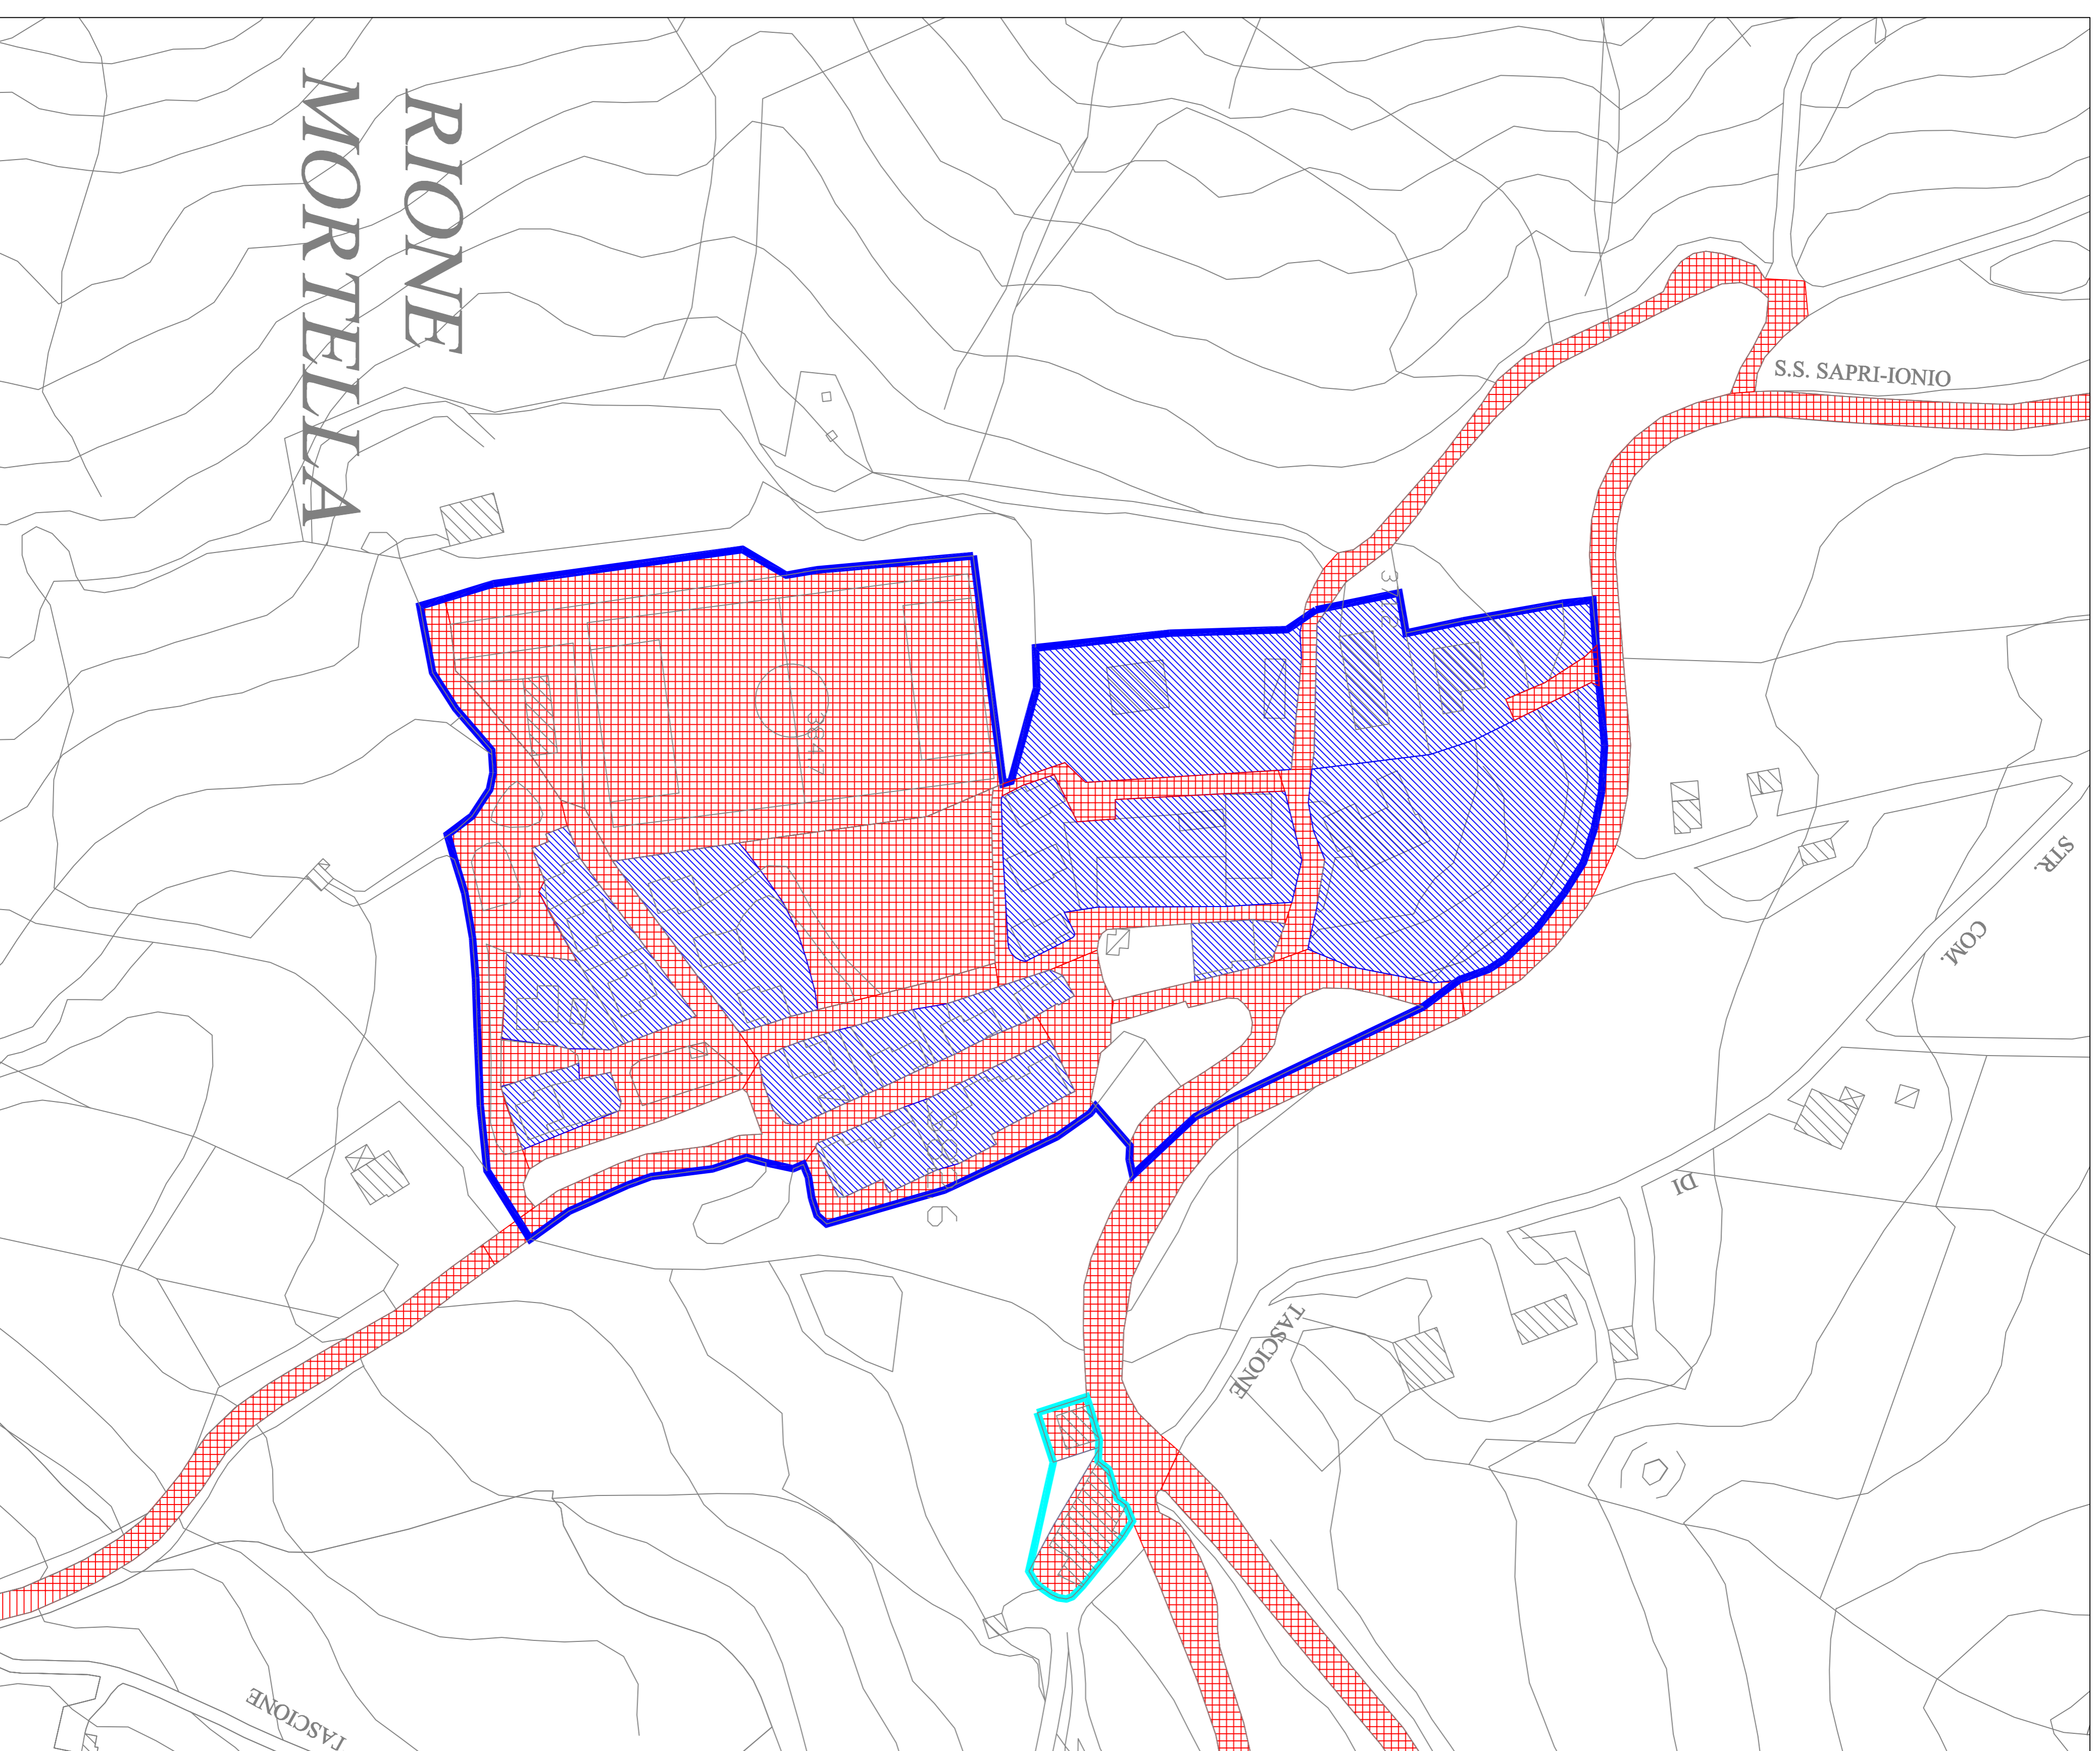 RIONE
MORTELLA
S.S. SAPRI-IONIO
STR.
COM.
DI
TASCIONE
TASCIONE